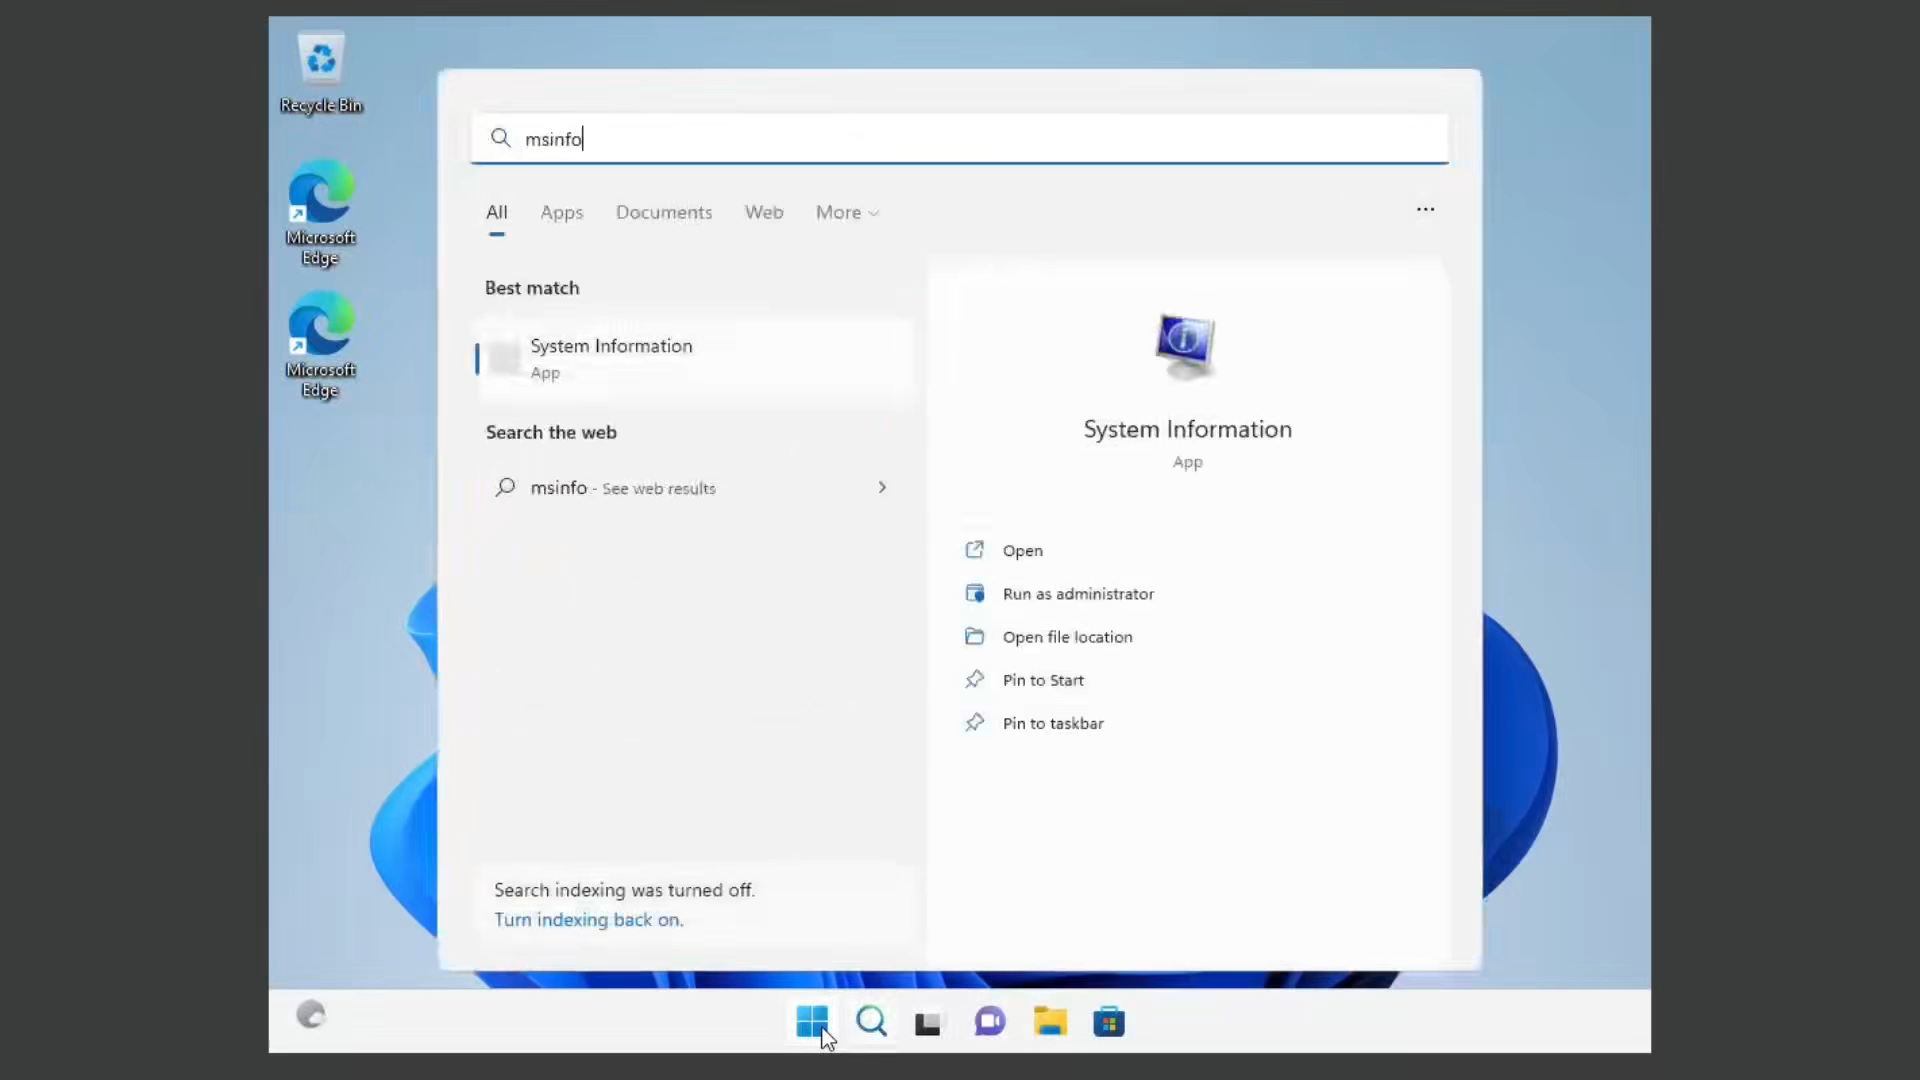 Recycle Bin
Microsoft
Edge
Microsoft
Edge
msinfo
All
Apps
Documents
Web
More
Best match
System Information
App
Search the web
msinfo - See web results
Search indexing was turned off.
Turn indexing back on.
System Information
App
Open
Run as administrator
Open file location
Pin to Start
Pin to taskbar